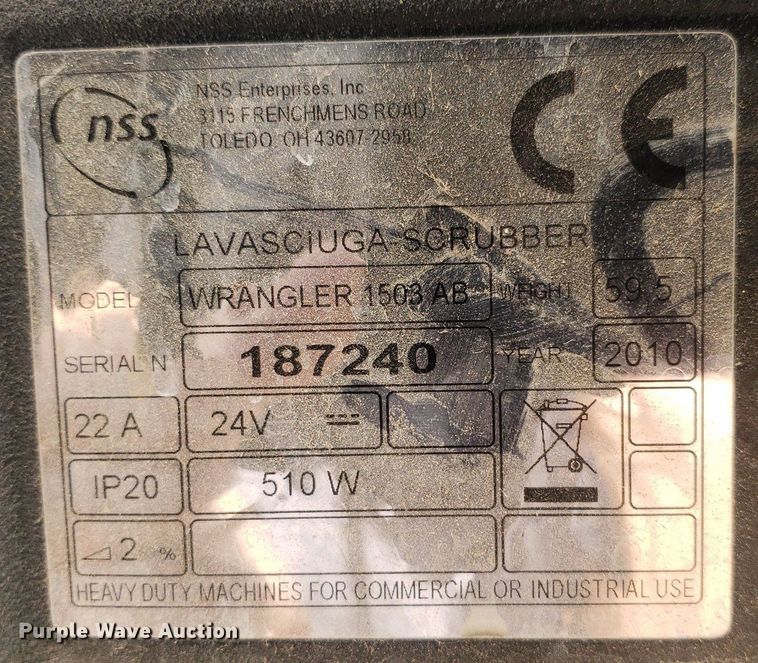 nss
NSS Enterprises, Inc
3115 FRENCHMENS ROAD
TOLEDO OH 43607-2958
CE
LAVASCIUGA-SCRUBBER
MODEL WRANGLER 1503 AB WEIGHT 59.5
SERIAL N 187240 YEAR 2010
22 A 24V
IP20 510 W
2 %
HEAVY DUTY MACHINES FOR COMMERCIAL OR INDUSTRIAL USE
Purple Wave Auction